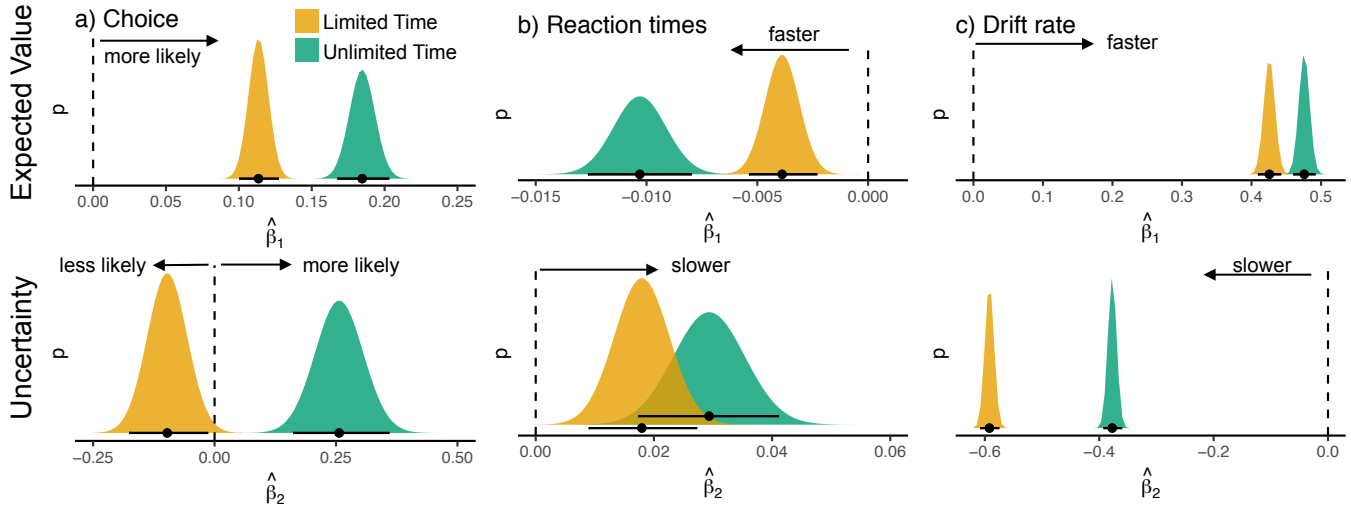 a) Choice
Limited Time
Unlimited Time
more likely
Expected Value
p
0.00
0.10
0.15
0.20
0.25
β̂₁
b) Reaction times
faster
p
−0.015
−0.010
−0.005
0.000
β̂₁
c) Drift rate
faster
p
0.0
0.1
0.2
0.3
0.4
0.5
β̂₁
less likely
more likely
Uncertainty
p
−0.25
0.00
0.25
0.50
β̂₂
slower
p
0.00
0.02
0.04
0.06
β̂₂
slower
p
−0.6
−0.4
−0.2
0.0
β̂₂